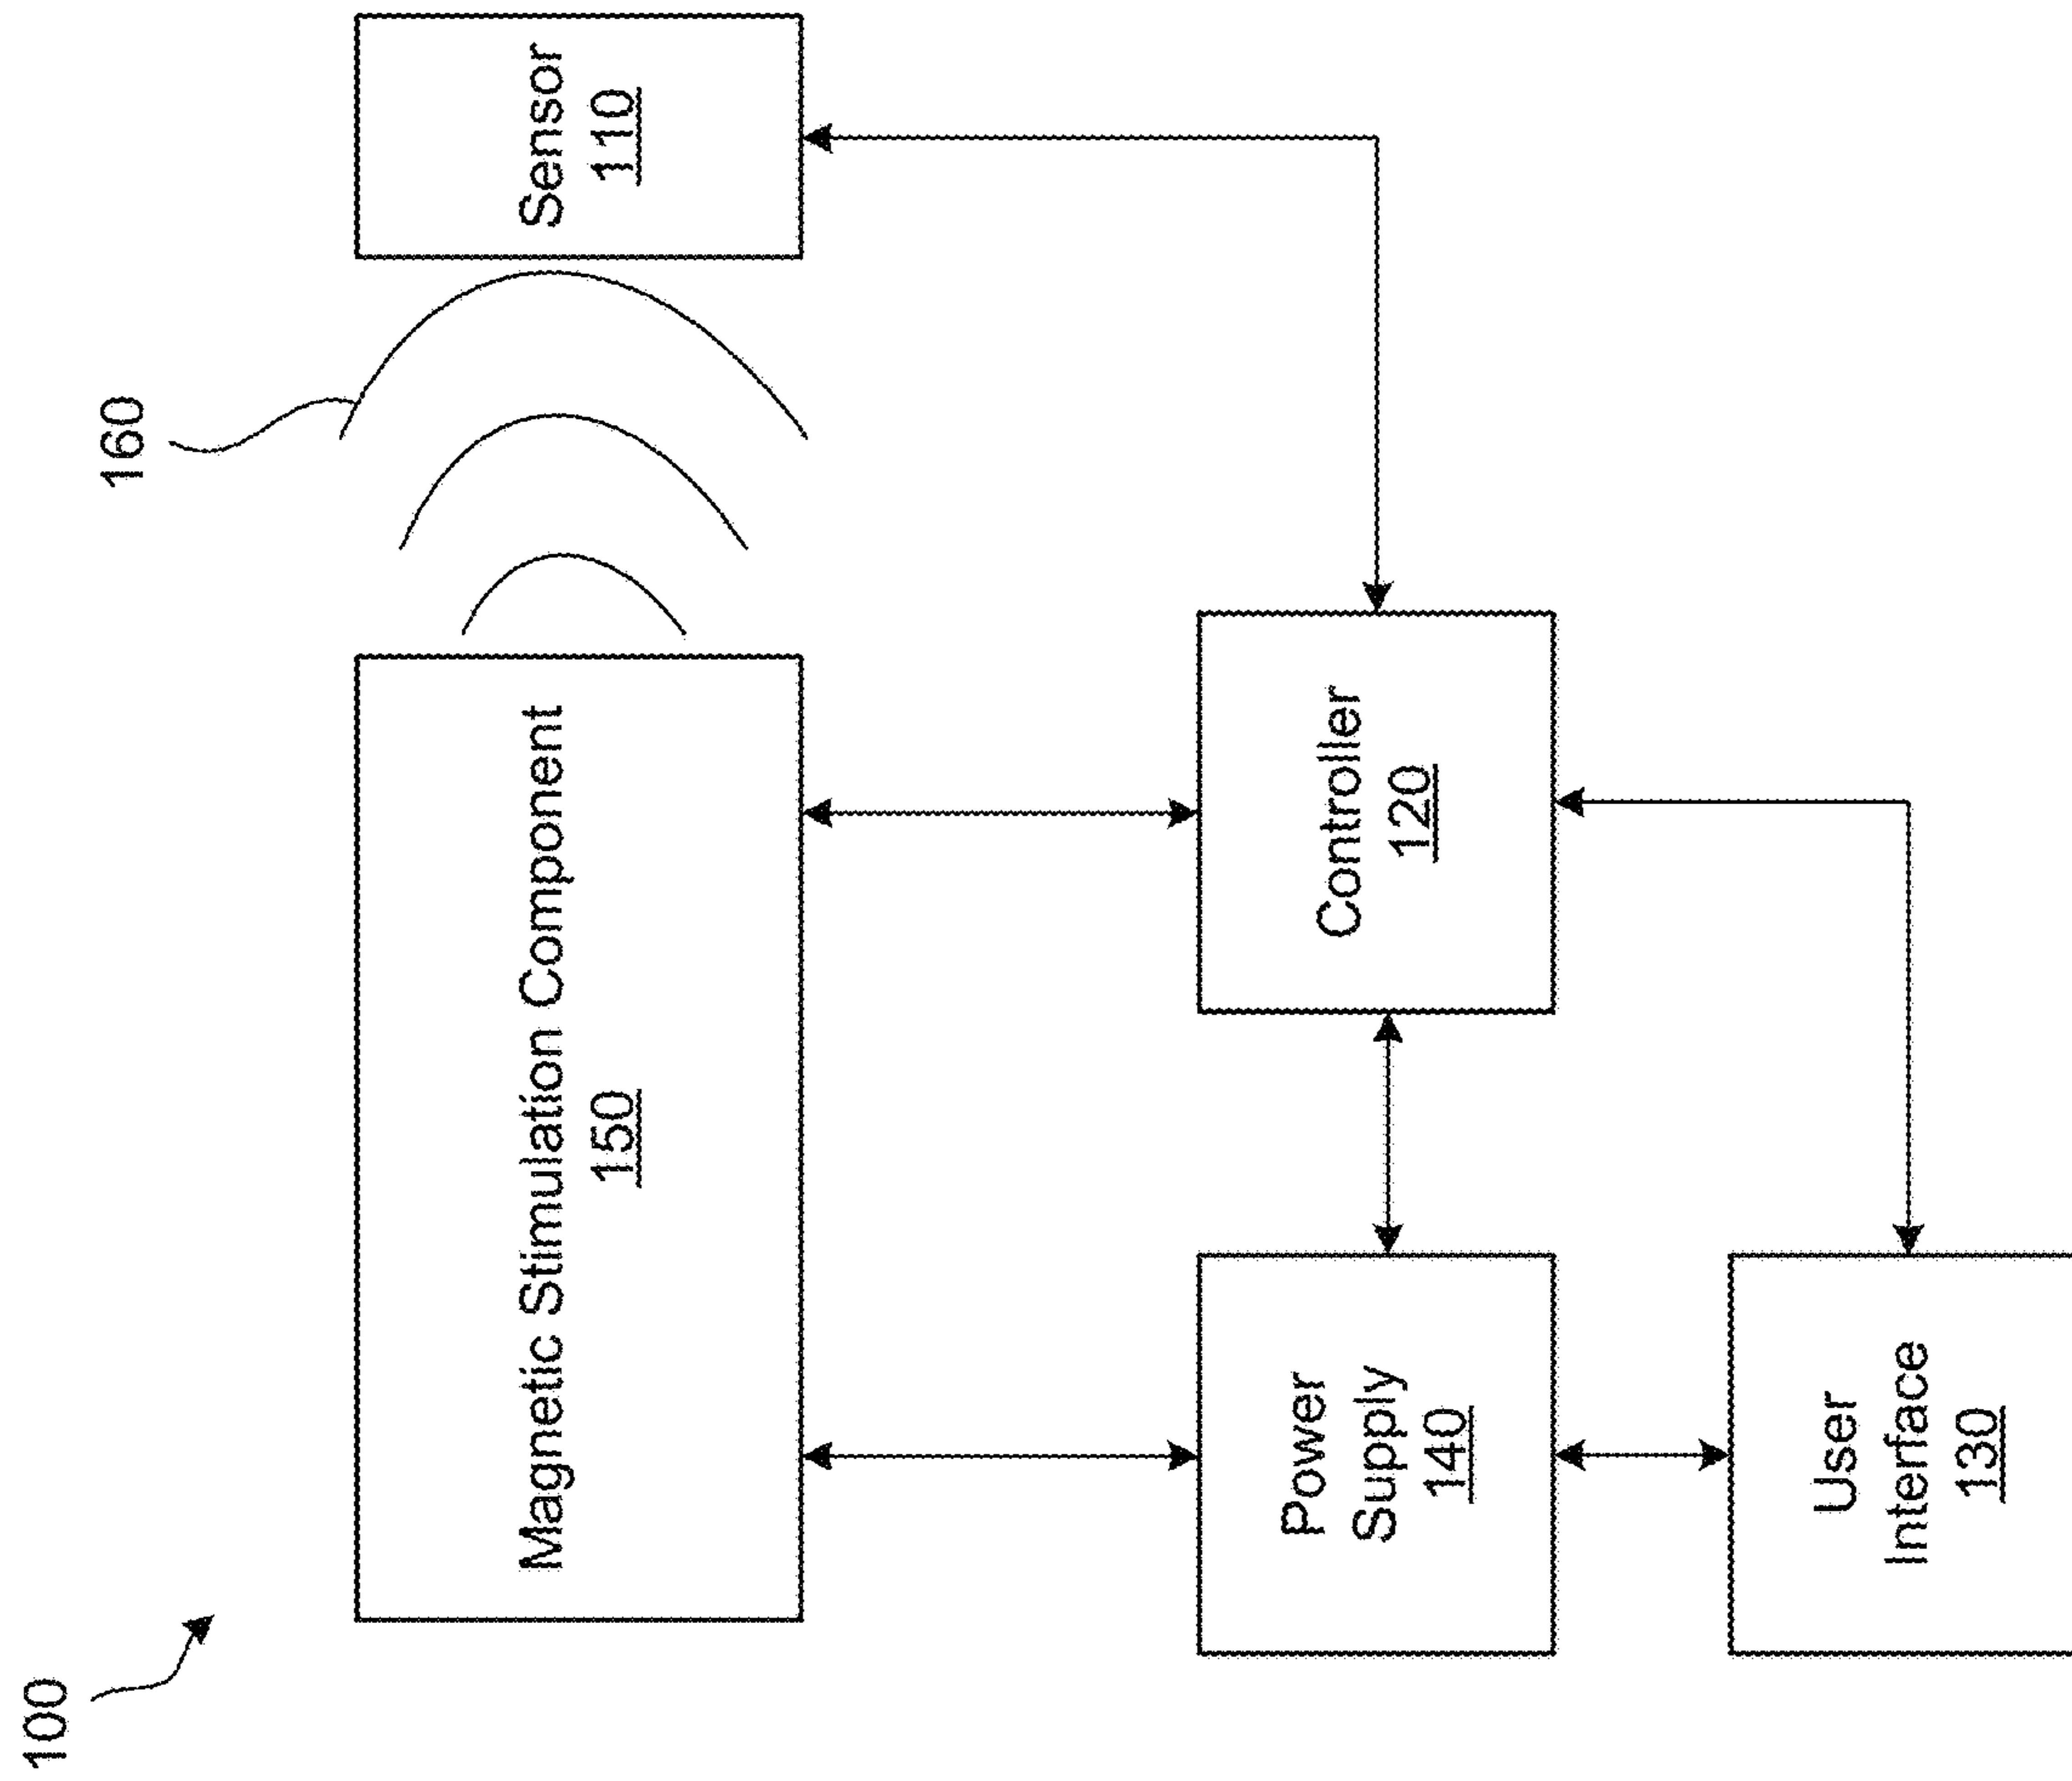 100
160
Magnetic Stimulation Component
150
Sensor
110
Power
Supply
140
Controller
120
User
Interface
130